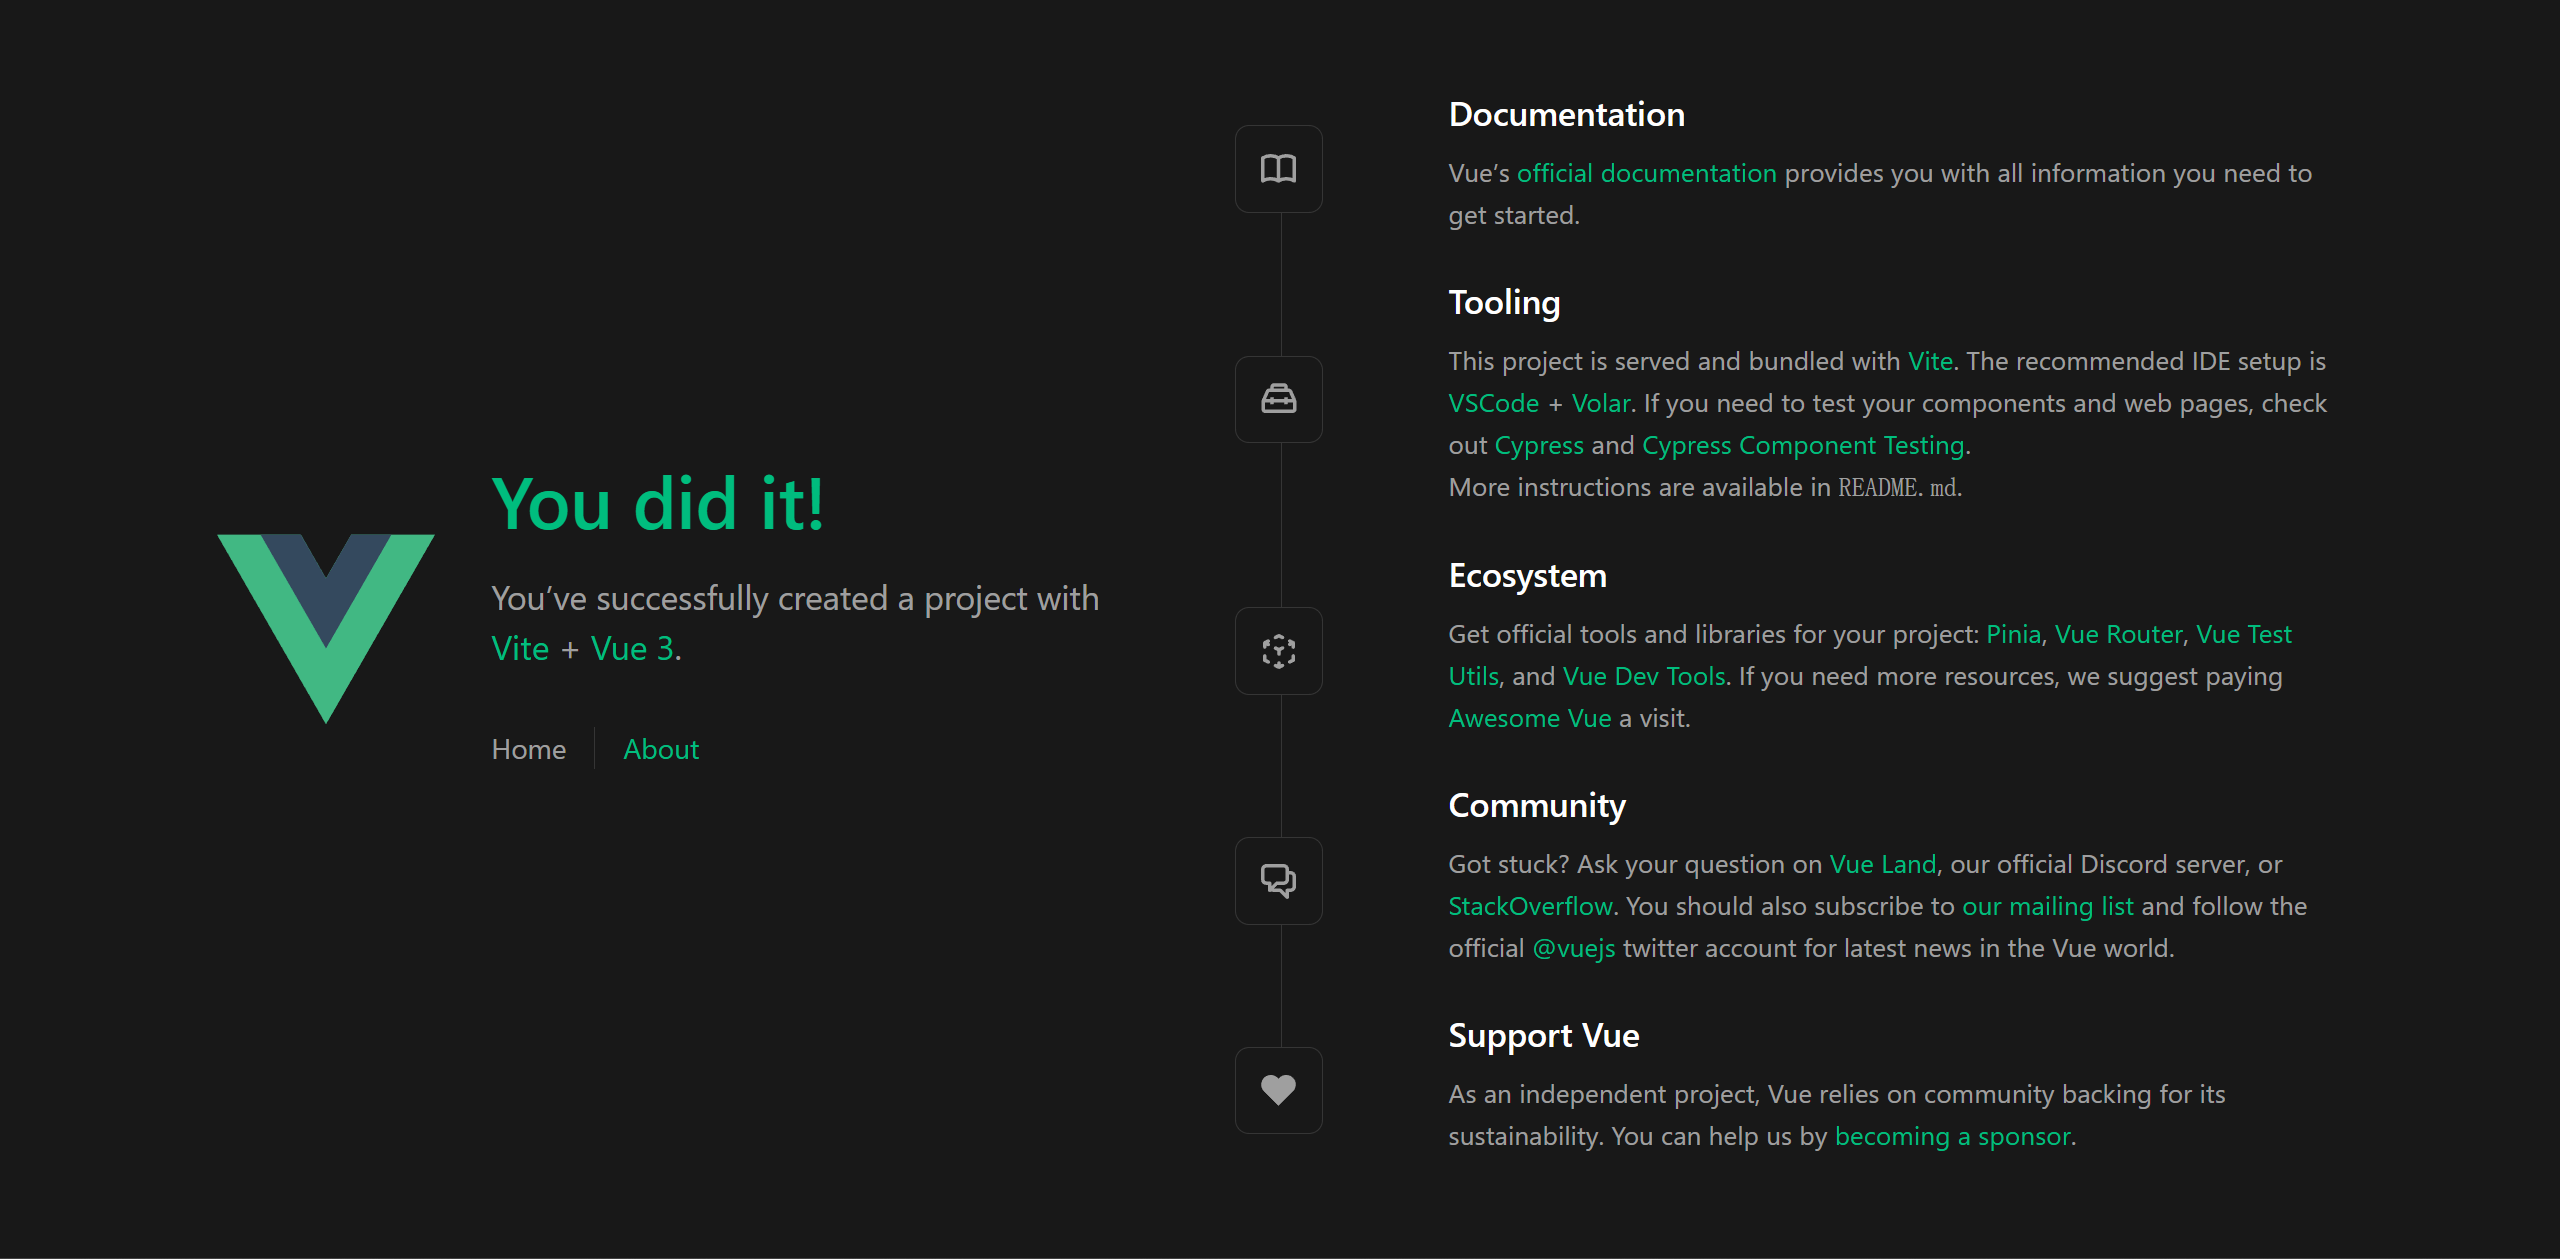 You did it!
You’ve successfully created a project with
Vite + Vue 3.
Home
About
Documentation
Vue’s official documentation provides you with all information you need to
get started.
Tooling
This project is served and bundled with Vite. The recommended IDE setup is
VSCode + Volar. If you need to test your components and web pages, check
out Cypress and Cypress Component Testing.
More instructions are available in README.md.
Ecosystem
Get official tools and libraries for your project: Pinia, Vue Router, Vue Test
Utils, and Vue Dev Tools. If you need more resources, we suggest paying
Awesome Vue a visit.
Community
Got stuck? Ask your question on Vue Land, our official Discord server, or
StackOverflow. You should also subscribe to our mailing list and follow the
official @vuejs twitter account for latest news in the Vue world.
Support Vue
As an independent project, Vue relies on community backing for its
sustainability. You can help us by becoming a sponsor.